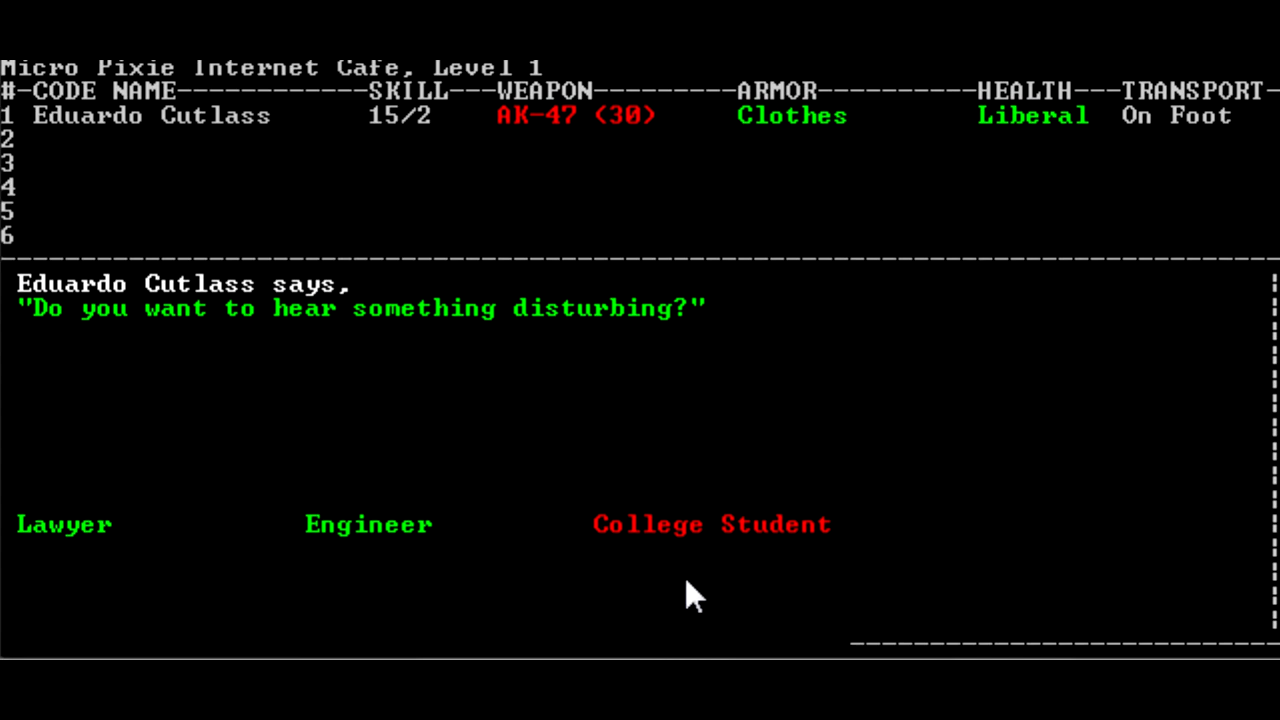 Micro Pixie Internet Cafe, Level 1
#-CODE NAME------------SKILL---WEAPON---------ARMOR----------HEALTH---TRANSPORT-
1 Eduardo Cutlass      15/2    AK-47 (30)     Clothes        Liberal  On Foot
2
3
4
5
6
Eduardo Cutlass says,
"Do you want to hear something disturbing?"
Lawyer            Engineer          College Student